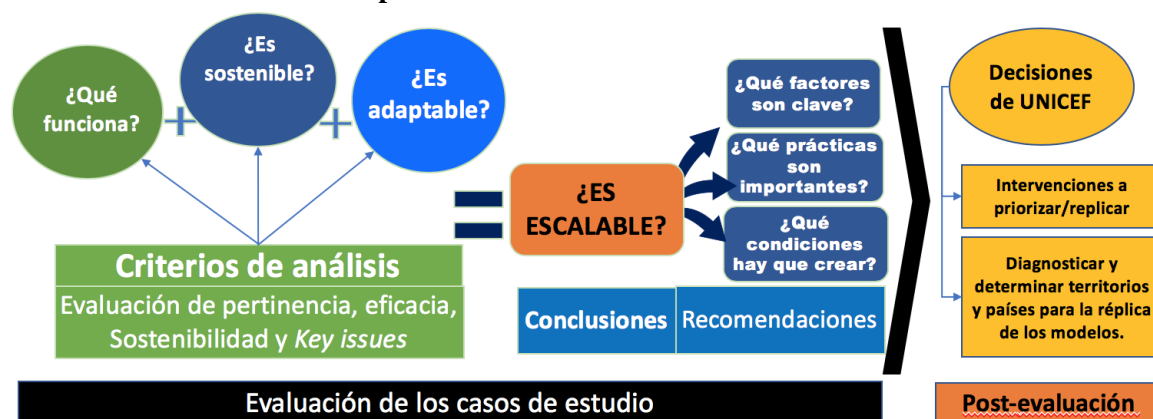 ¿Qué
funciona?
+
¿Es
sostenible?
+
¿Es
adaptable?
Criterios de análisis
Evaluación de pertinencia, eficacia,
Sostenibilidad y Key issues
=
¿ES
ESCALABLE?
¿Qué factores
son clave?
¿Qué prácticas
son
importantes?
¿Qué
condiciones
hay que crear?
Conclusiones
Recomendaciones
Decisiones
de UNICEF
Intervenciones a
priorizar/replicar
Diagnosticar y
determinar territorios
y países para la réplica
de los modelos.
Evaluación de los casos de estudio
Post-evaluación